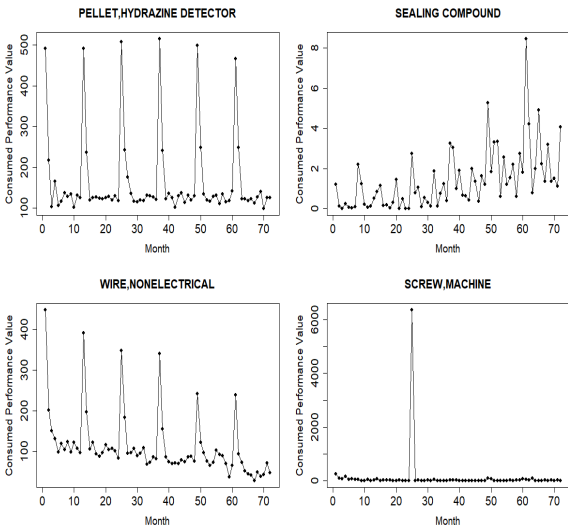 PELLET,HYDRAZINE DETECTOR
Consumed Performance Value
100 200 300 400 500
0 10 20 30 40 50 60 70
Month
SEALING COMPOUND
Consumed Performance Value
0 2 4 6 8
0 10 20 30 40 50 60 70
Month
WIRE,NONELECTRICAL
Consumed Performance Value
100 200 300 400
0 10 20 30 40 50 60 70
Month
SCREW,MACHINE
Consumed Performance Value
0 2000 4000 6000
0 10 20 30 40 50 60 70
Month